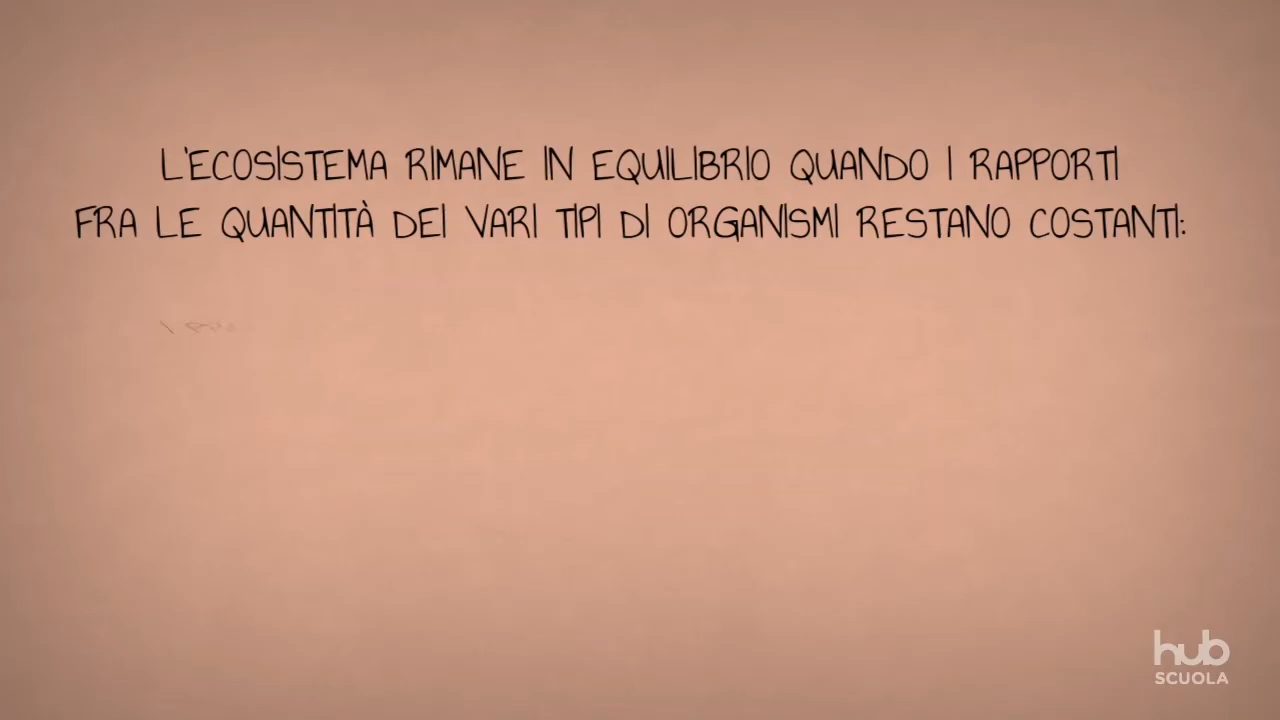 L'ECOSISTEMA RIMANE IN EQUILIBRIO QUANDO I RAPPORTI
FRA LE QUANTITÀ DEI VARI TIPI DI ORGANISMI RESTANO COSTANTI:
hub
SCUOLA